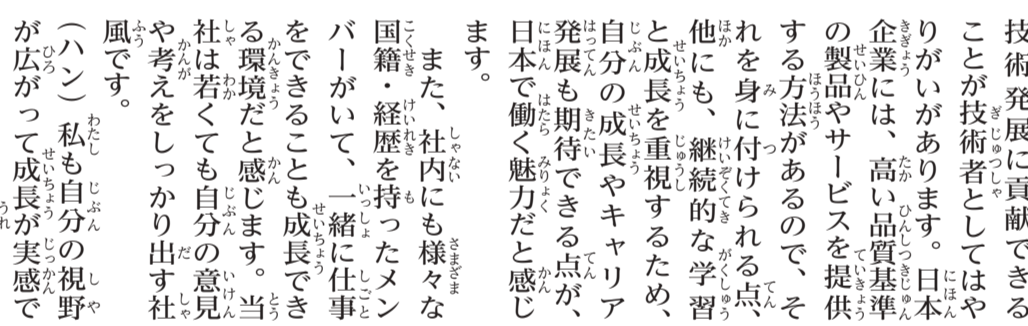 技術発展に貢献できる
ことが技術者としてはや
りがいがあります。日本
企業には、高い品質基準
の製品やサービスを提供
する方法があるので、そ
れを身に付けられる点、
他にも、継続的な学習
と成長を重視するため、
自分の成長やキャリア
発展も期待できる点が、
日本で働く魅力だと感じ
ます。
また、社内にも様々な
国籍・経歴を持ったメン
バーがいて、一緒に仕事
をできることも成長でき
る環境だと感じます。当
社は若くても自分の意見
や考えをしっかり出す社
風です。
(ハン)私も自分の視野
が広がって成長が実感で